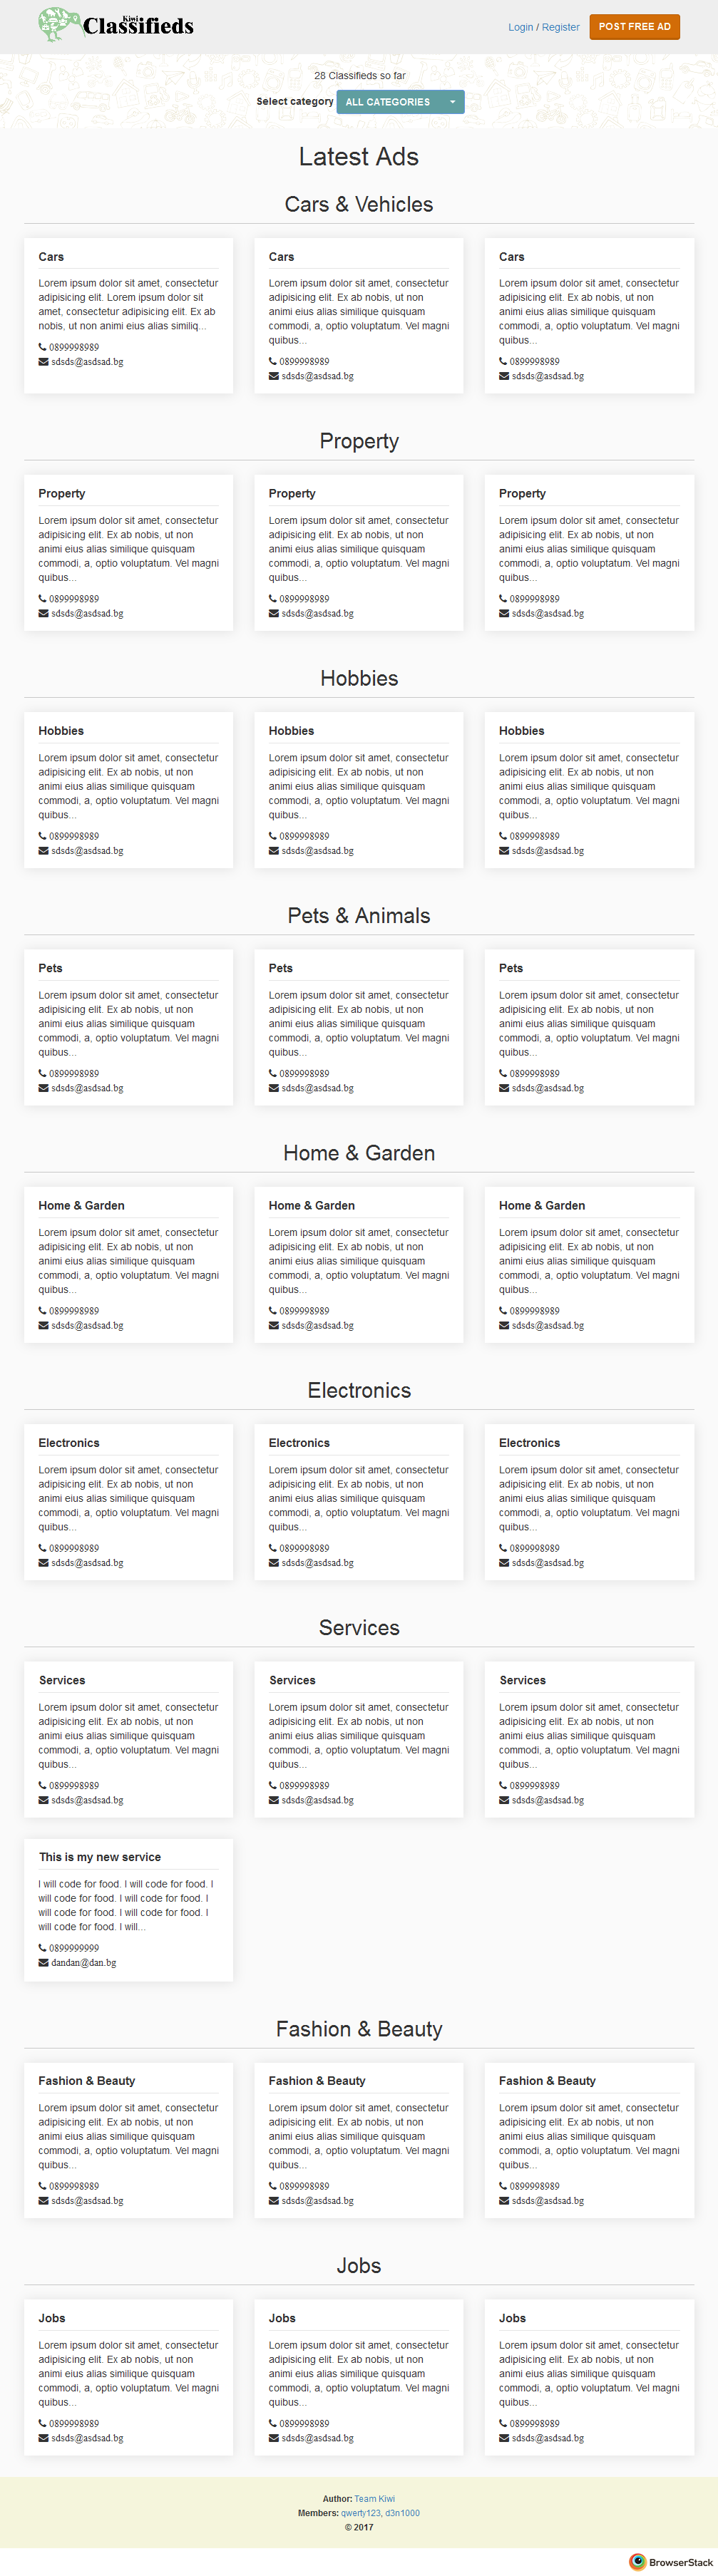 Kiwi
Classifieds
Login / Register
POST FREE AD
28 Classifieds so far
Select category
ALL CATEGORIES
Latest Ads
Cars & Vehicles
Cars
Lorem ipsum dolor sit amet, consectetur
adipisicing elit. Lorem ipsum dolor sit
amet, consectetur adipisicing elit. Ex ab
nobis, ut non animi eius alias similiq...
0899998989
sdsds@asdsad.bg
Cars
Lorem ipsum dolor sit amet, consectetur
adipisicing elit. Ex ab nobis, ut non
animi eius alias similique quisquam
commodi, a, optio voluptatum. Vel magni
quibus...
0899998989
sdsds@asdsad.bg
Cars
Lorem ipsum dolor sit amet, consectetur
adipisicing elit. Ex ab nobis, ut non
animi eius alias similique quisquam
commodi, a, optio voluptatum. Vel magni
quibus...
0899998989
sdsds@asdsad.bg
Property
Property
Lorem ipsum dolor sit amet, consectetur
adipisicing elit. Ex ab nobis, ut non
animi eius alias similique quisquam
commodi, a, optio voluptatum. Vel magni
quibus...
0899998989
sdsds@asdsad.bg
Property
Lorem ipsum dolor sit amet, consectetur
adipisicing elit. Ex ab nobis, ut non
animi eius alias similique quisquam
commodi, a, optio voluptatum. Vel magni
quibus...
0899998989
sdsds@asdsad.bg
Property
Lorem ipsum dolor sit amet, consectetur
adipisicing elit. Ex ab nobis, ut non
animi eius alias similique quisquam
commodi, a, optio voluptatum. Vel magni
quibus...
0899998989
sdsds@asdsad.bg
Hobbies
Hobbies
Lorem ipsum dolor sit amet, consectetur
adipisicing elit. Ex ab nobis, ut non
animi eius alias similique quisquam
commodi, a, optio voluptatum. Vel magni
quibus...
0899998989
sdsds@asdsad.bg
Hobbies
Lorem ipsum dolor sit amet, consectetur
adipisicing elit. Ex ab nobis, ut non
animi eius alias similique quisquam
commodi, a, optio voluptatum. Vel magni
quibus...
0899998989
sdsds@asdsad.bg
Hobbies
Lorem ipsum dolor sit amet, consectetur
adipisicing elit. Ex ab nobis, ut non
animi eius alias similique quisquam
commodi, a, optio voluptatum. Vel magni
quibus...
0899998989
sdsds@asdsad.bg
Pets & Animals
Pets
Lorem ipsum dolor sit amet, consectetur
adipisicing elit. Ex ab nobis, ut non
animi eius alias similique quisquam
commodi, a, optio voluptatum. Vel magni
quibus...
0899998989
sdsds@asdsad.bg
Pets
Lorem ipsum dolor sit amet, consectetur
adipisicing elit. Ex ab nobis, ut non
animi eius alias similique quisquam
commodi, a, optio voluptatum. Vel magni
quibus...
0899998989
sdsds@asdsad.bg
Pets
Lorem ipsum dolor sit amet, consectetur
adipisicing elit. Ex ab nobis, ut non
animi eius alias similique quisquam
commodi, a, optio voluptatum. Vel magni
quibus...
0899998989
sdsds@asdsad.bg
Home & Garden
Home & Garden
Lorem ipsum dolor sit amet, consectetur
adipisicing elit. Ex ab nobis, ut non
animi eius alias similique quisquam
commodi, a, optio voluptatum. Vel magni
quibus...
0899998989
sdsds@asdsad.bg
Home & Garden
Lorem ipsum dolor sit amet, consectetur
adipisicing elit. Ex ab nobis, ut non
animi eius alias similique quisquam
commodi, a, optio voluptatum. Vel magni
quibus...
0899998989
sdsds@asdsad.bg
Home & Garden
Lorem ipsum dolor sit amet, consectetur
adipisicing elit. Ex ab nobis, ut non
animi eius alias similique quisquam
commodi, a, optio voluptatum. Vel magni
quibus...
0899998989
sdsds@asdsad.bg
Electronics
Electronics
Lorem ipsum dolor sit amet, consectetur
adipisicing elit. Ex ab nobis, ut non
animi eius alias similique quisquam
commodi, a, optio voluptatum. Vel magni
quibus...
0899998989
sdsds@asdsad.bg
Electronics
Lorem ipsum dolor sit amet, consectetur
adipisicing elit. Ex ab nobis, ut non
animi eius alias similique quisquam
commodi, a, optio voluptatum. Vel magni
quibus...
0899998989
sdsds@asdsad.bg
Electronics
Lorem ipsum dolor sit amet, consectetur
adipisicing elit. Ex ab nobis, ut non
animi eius alias similique quisquam
commodi, a, optio voluptatum. Vel magni
quibus...
0899998989
sdsds@asdsad.bg
Services
Services
Lorem ipsum dolor sit amet, consectetur
adipisicing elit. Ex ab nobis, ut non
animi eius alias similique quisquam
commodi, a, optio voluptatum. Vel magni
quibus...
0899998989
sdsds@asdsad.bg
Services
Lorem ipsum dolor sit amet, consectetur
adipisicing elit. Ex ab nobis, ut non
animi eius alias similique quisquam
commodi, a, optio voluptatum. Vel magni
quibus...
0899998989
sdsds@asdsad.bg
Services
Lorem ipsum dolor sit amet, consectetur
adipisicing elit. Ex ab nobis, ut non
animi eius alias similique quisquam
commodi, a, optio voluptatum. Vel magni
quibus...
0899998989
sdsds@asdsad.bg
This is my new service
I will code for food. I will code for food. I
will code for food. I will code for food. I
will code for food. I will code for food. I
will code for food. I will...
0899999999
dandan@dan.bg
Fashion & Beauty
Fashion & Beauty
Lorem ipsum dolor sit amet, consectetur
adipisicing elit. Ex ab nobis, ut non
animi eius alias similique quisquam
commodi, a, optio voluptatum. Vel magni
quibus...
0899998989
sdsds@asdsad.bg
Fashion & Beauty
Lorem ipsum dolor sit amet, consectetur
adipisicing elit. Ex ab nobis, ut non
animi eius alias similique quisquam
commodi, a, optio voluptatum. Vel magni
quibus...
0899998989
sdsds@asdsad.bg
Fashion & Beauty
Lorem ipsum dolor sit amet, consectetur
adipisicing elit. Ex ab nobis, ut non
animi eius alias similique quisquam
commodi, a, optio voluptatum. Vel magni
quibus...
0899998989
sdsds@asdsad.bg
Jobs
Jobs
Lorem ipsum dolor sit amet, consectetur
adipisicing elit. Ex ab nobis, ut non
animi eius alias similique quisquam
commodi, a, optio voluptatum. Vel magni
quibus...
0899998989
sdsds@asdsad.bg
Jobs
Lorem ipsum dolor sit amet, consectetur
adipisicing elit. Ex ab nobis, ut non
animi eius alias similique quisquam
commodi, a, optio voluptatum. Vel magni
quibus...
0899998989
sdsds@asdsad.bg
Jobs
Lorem ipsum dolor sit amet, consectetur
adipisicing elit. Ex ab nobis, ut non
animi eius alias similique quisquam
commodi, a, optio voluptatum. Vel magni
quibus...
0899998989
sdsds@asdsad.bg
Author: Team Kiwi
Members: qwerty123, d3n1000
© 2017
BrowserStack